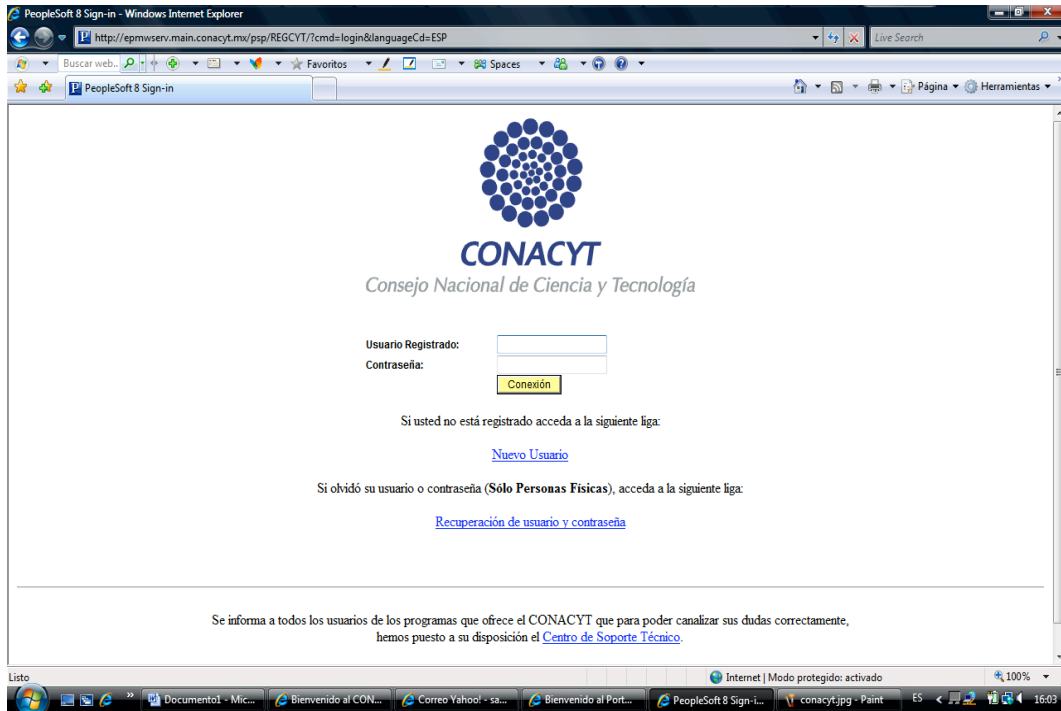 PeopleSoft 8 Sign-in - Windows Internet Explorer
http://epmwserv.main.conacyt.mx/psp/REGCYT/?cmd=login&languageCd=ESP
Live Search
Buscar web..
Favoritos
Spaces
PeopleSoft 8 Sign-in
Página
Herramientas
CONACYT
Consejo Nacional de Ciencia y Tecnología
Usuario Registrado:
Contraseña:
Conexión
Si usted no está registrado acceda a la siguiente liga:
Nuevo Usuario
Si olvidó su usuario o contraseña (Sólo Personas Físicas), acceda a la siguiente liga:
Recuperación de usuario y contraseña
Se informa a todos los usuarios de los programas que ofrece el CONACYT que para poder canalizar sus dudas correctamente,
hemos puesto a su disposición el Centro de Soporte Técnico.
Listo
Internet | Modo protegido: activado
100%
Documento1 - Mic...
Bienvenido al CON...
Correo Yahoo! - sa...
Bienvenido al Port...
PeopleSoft 8 Sign-i...
conacyt.jpg - Paint
ES
16:03